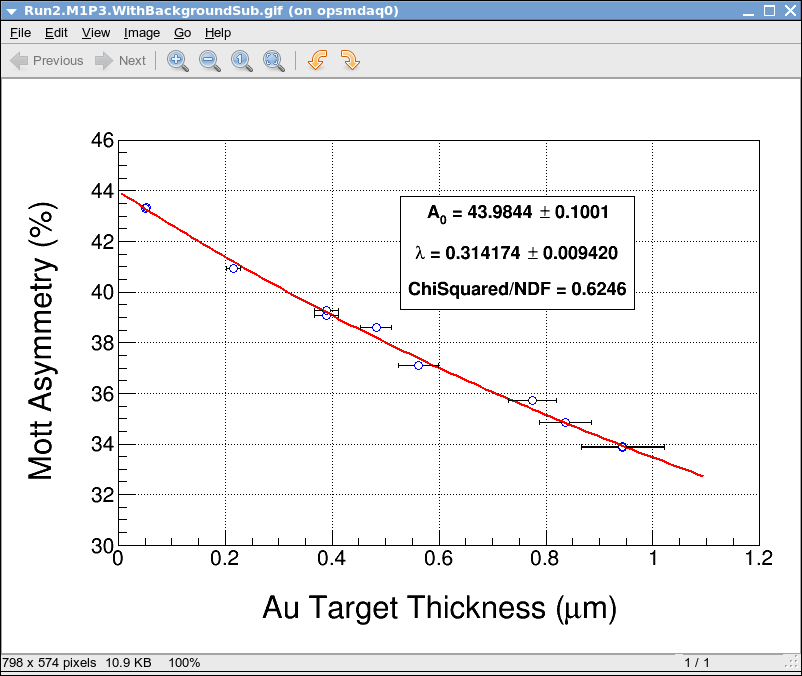 Run2.M1P3.WithBackgroundSub.gif (on opsmdaq0)
File Edit View Image Go Help
Previous Next
46
44
42
40
38
36
34
32
30
Mott Asymmetry (%)
A0 = 43.9844 ± 0.1001
λ = 0.314174 ± 0.009420
ChiSquared/NDF = 0.6246
0 0.2 0.4 0.6 0.8 1 1.2
Au Target Thickness (μm)
798 x 574 pixels 10.9 KB 100% 1 / 1